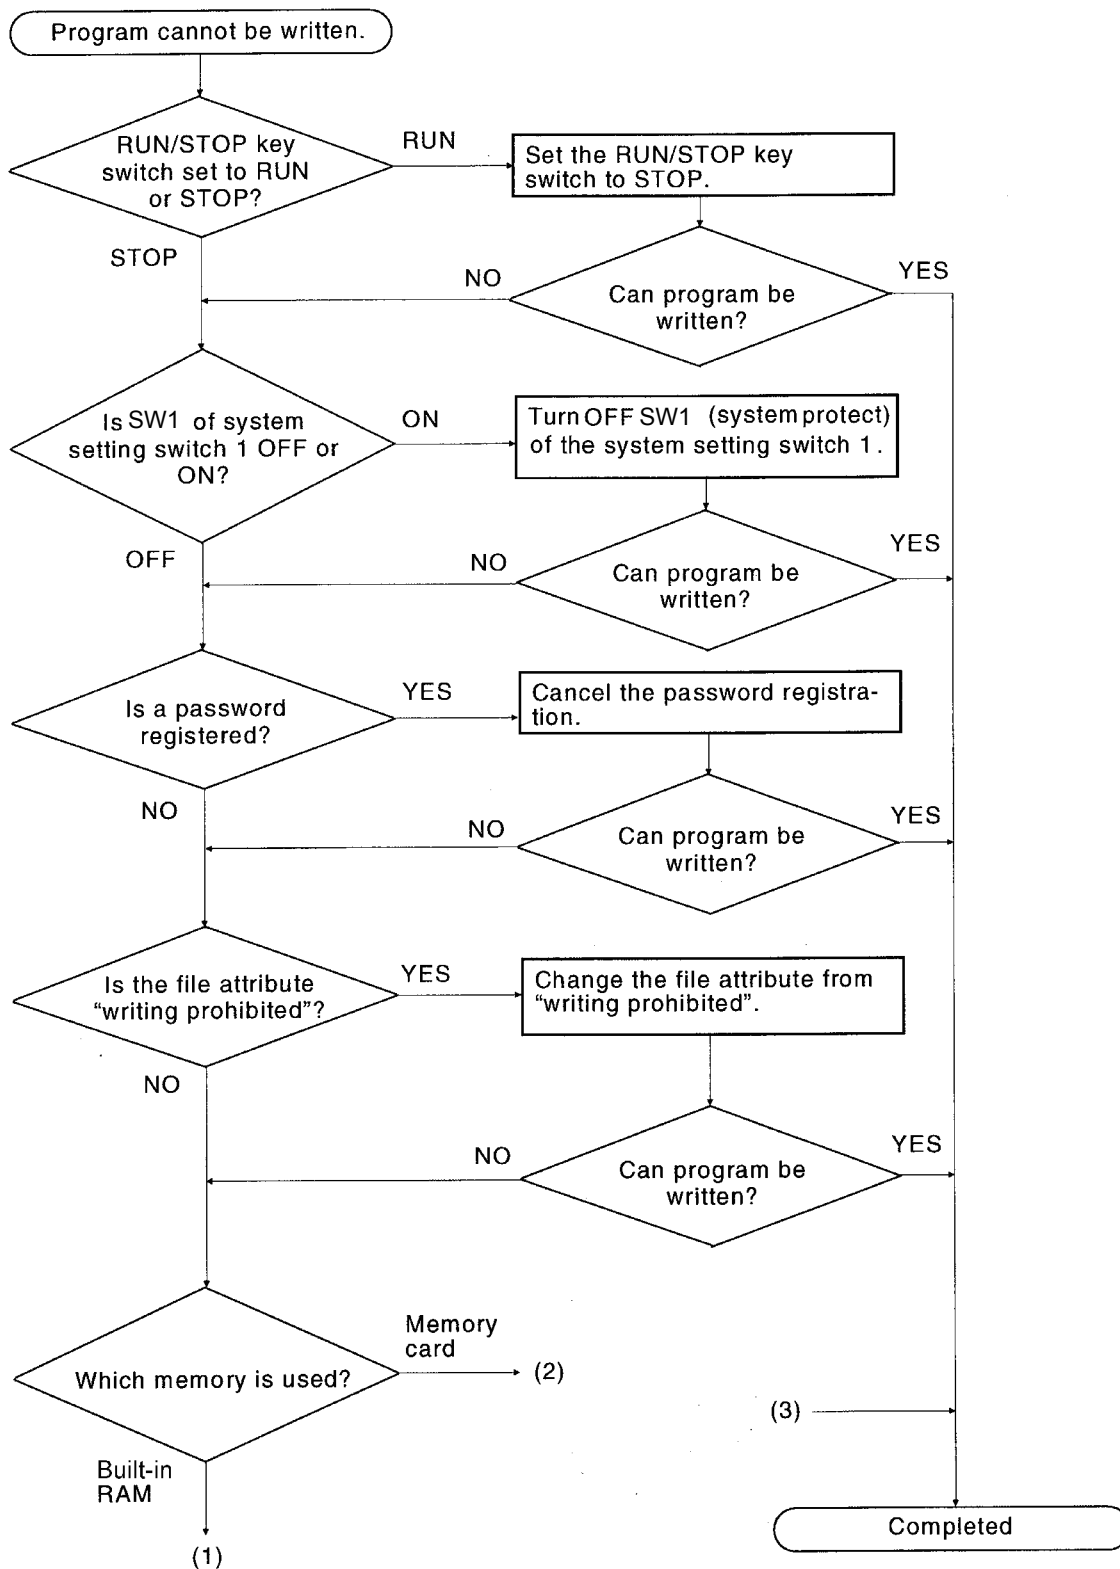 Program cannot be written.
RUN/STOP key
switch set to RUN
or STOP?
RUN
Set the RUN/STOP key
switch to STOP.
STOP
NO
Can program be
written?
YES
Is SW1 of system
setting switch 1 OFF or
ON?
ON
Turn OFF SW1 (system protect)
of the system setting switch 1.
OFF
NO
Can program be
written?
YES
Is a password
registered?
YES
Cancel the password registra-
tion.
NO
NO
Can program be
written?
YES
Is the file attribute
“writing prohibited”?
YES
Change the file attribute from
“writing prohibited”.
NO
NO
Can program be
written?
YES
Which memory is used?
Memory
card
(2)
(3)
Built-in
RAM
(1)
Completed